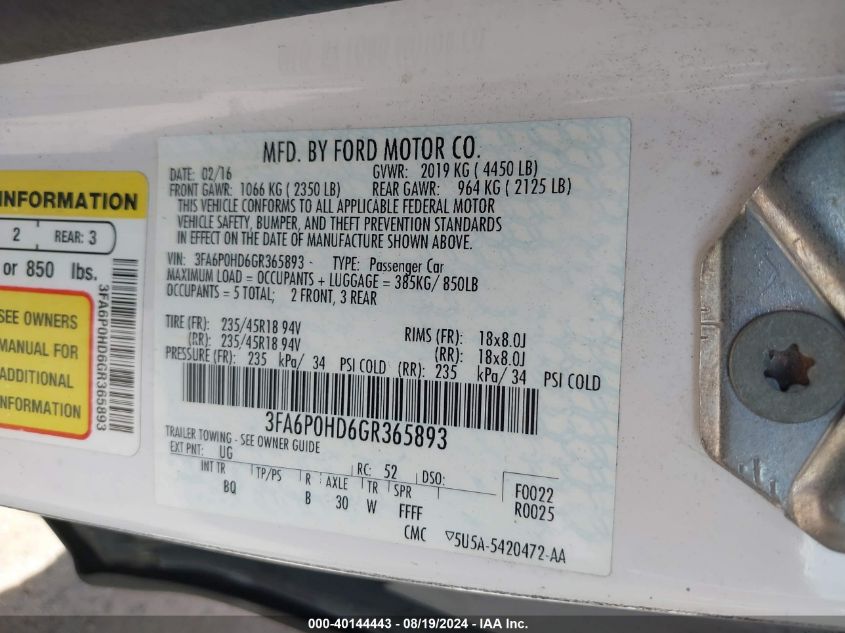 MFD. BY FORD MOTOR CO.
DATE: 02/16 GVWR: 2019 KG ( 4450 LB)
FRONT GAWR: 1066 KG ( 2350 LB) REAR GAWR: 964 KG ( 2125 LB)
THIS VEHICLE CONFORMS TO ALL APPLICABLE FEDERAL MOTOR
VEHICLE SAFETY, BUMPER, AND THEFT PREVENTION STANDARDS
IN EFFECT ON THE DATE OF MANUFACTURE SHOWN ABOVE.
VIN: 3FA6P0HD6GR365893 - TYPE: Passenger Car
MAXIMUM LOAD = OCCUPANTS + LUGGAGE = 385KG/ 850LB
OCCUPANTS = 5 TOTAL; 2 FRONT, 3 REAR
TIRE (FR): 235/45R18 94V RIMS (FR): 18x8.0J
(RR): 235/45R18 94V (RR): 18x8.0J
PRESSURE (FR): 235 kPa/ 34 PSI COLD (RR): 235 kPa/ 34 PSI COLD
3FA6P0HD6GR365893
TRAILER TOWING - SEE OWNER GUIDE
EXT PNT: UG RC: 52 DSO:
INT TR TP/PS R AXLE TR SPR F0022
BQ B 30 W FFFF R0025
CMC ▽5U5A-5420472-AA
INFORMATION
2 REAR: 3
or 850 lbs.
SEE OWNERS
MANUAL FOR
ADDITIONAL
INFORMATION
3FA6P0HD6GR365893
000-40144443 - 08/19/2024 - IAA Inc.